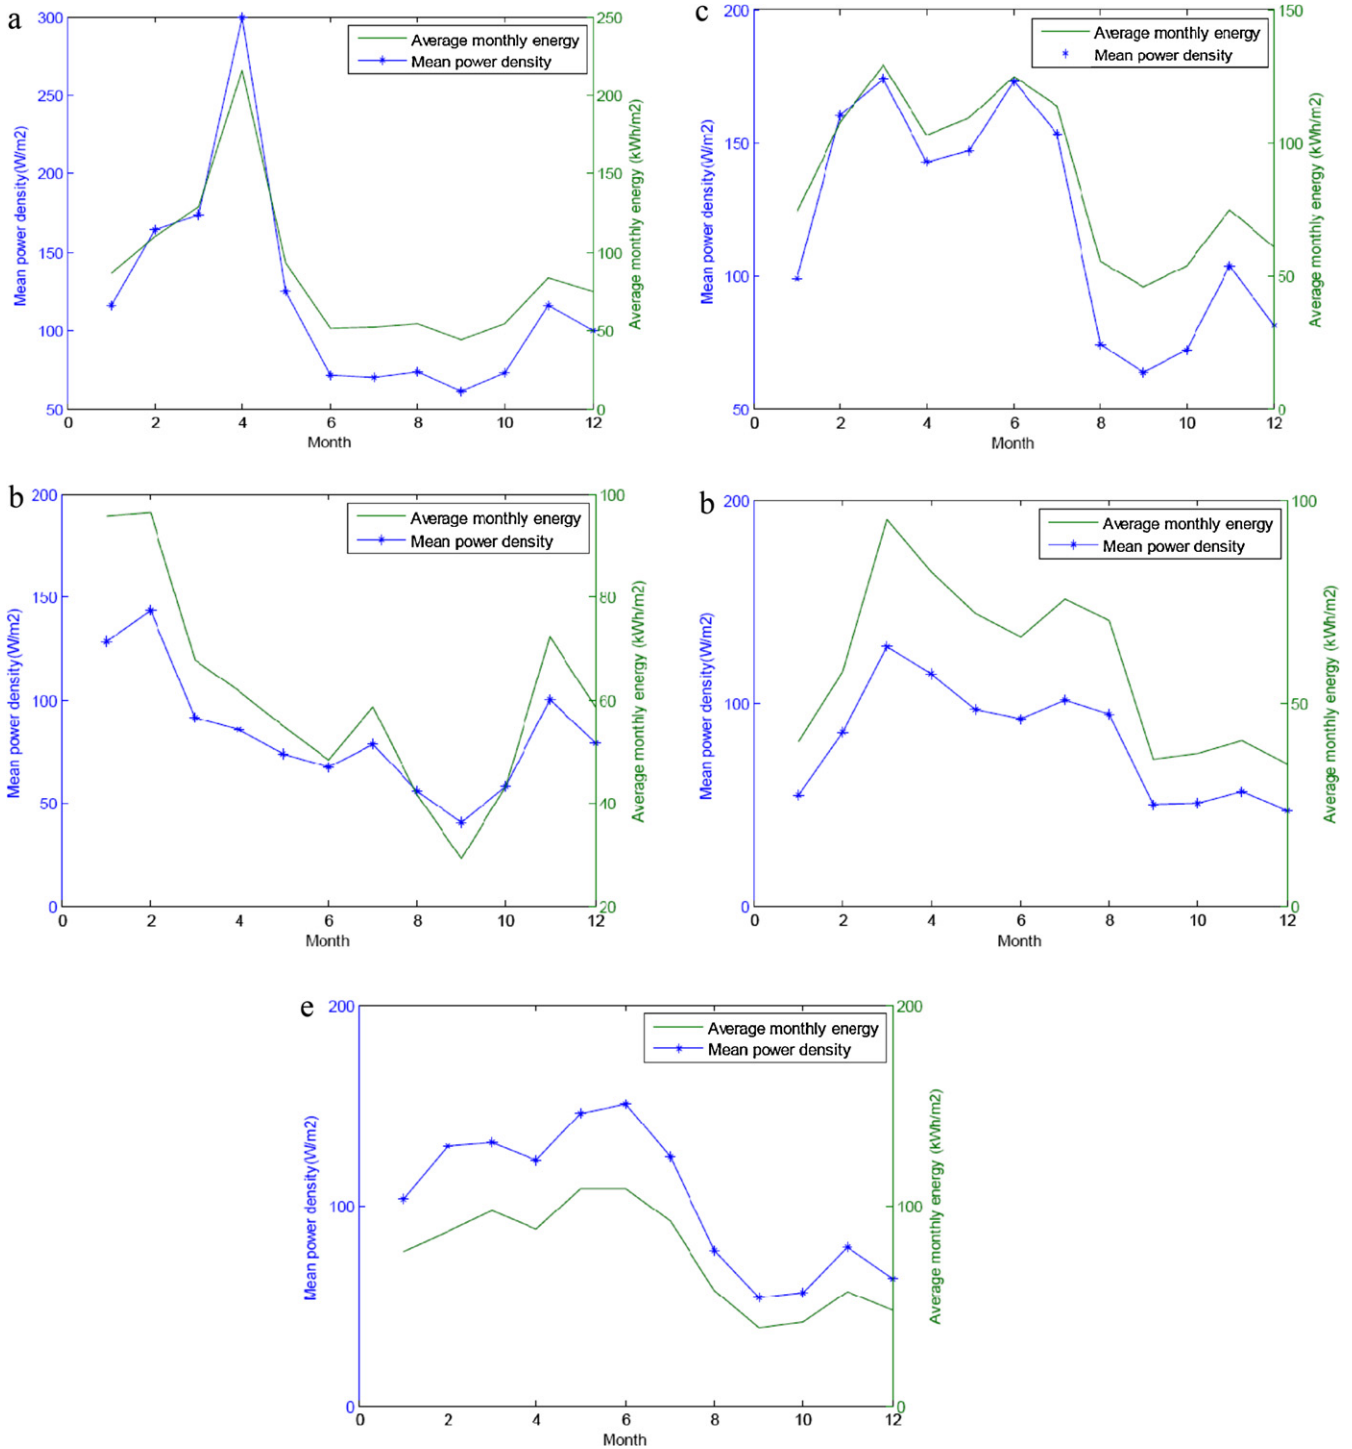 a
300
250
200
150
100
50
Mean power density(W/m2)
250
200
150
100
50
0
Average monthly energy (kWh/m2)
Average monthly energy
Mean power density
0 2 4 6 8 10 12
Month
c
200
150
100
50
Mean power density(W/m2)
150
100
50
0
Average monthly energy (kWh/m2)
Average monthly energy
Mean power density
0 2 4 6 8 10 12
Month
b
200
150
100
50
0
Mean power density(W/m2)
100
80
60
40
20
Average monthly energy (kWh/m2)
Average monthly energy
Mean power density
0 2 4 6 8 10 12
Month
b
200
100
0
Mean power density(W/m2)
100
50
0
Average monthly energy (kWh/m2)
Average monthly energy
Mean power density
0 2 4 6 8 10 12
Month
e
200
100
0
Mean power density(W/m2)
200
100
0
Average monthly energy (kWh/m2)
Average monthly energy
Mean power density
0 2 4 6 8 10 12
Month